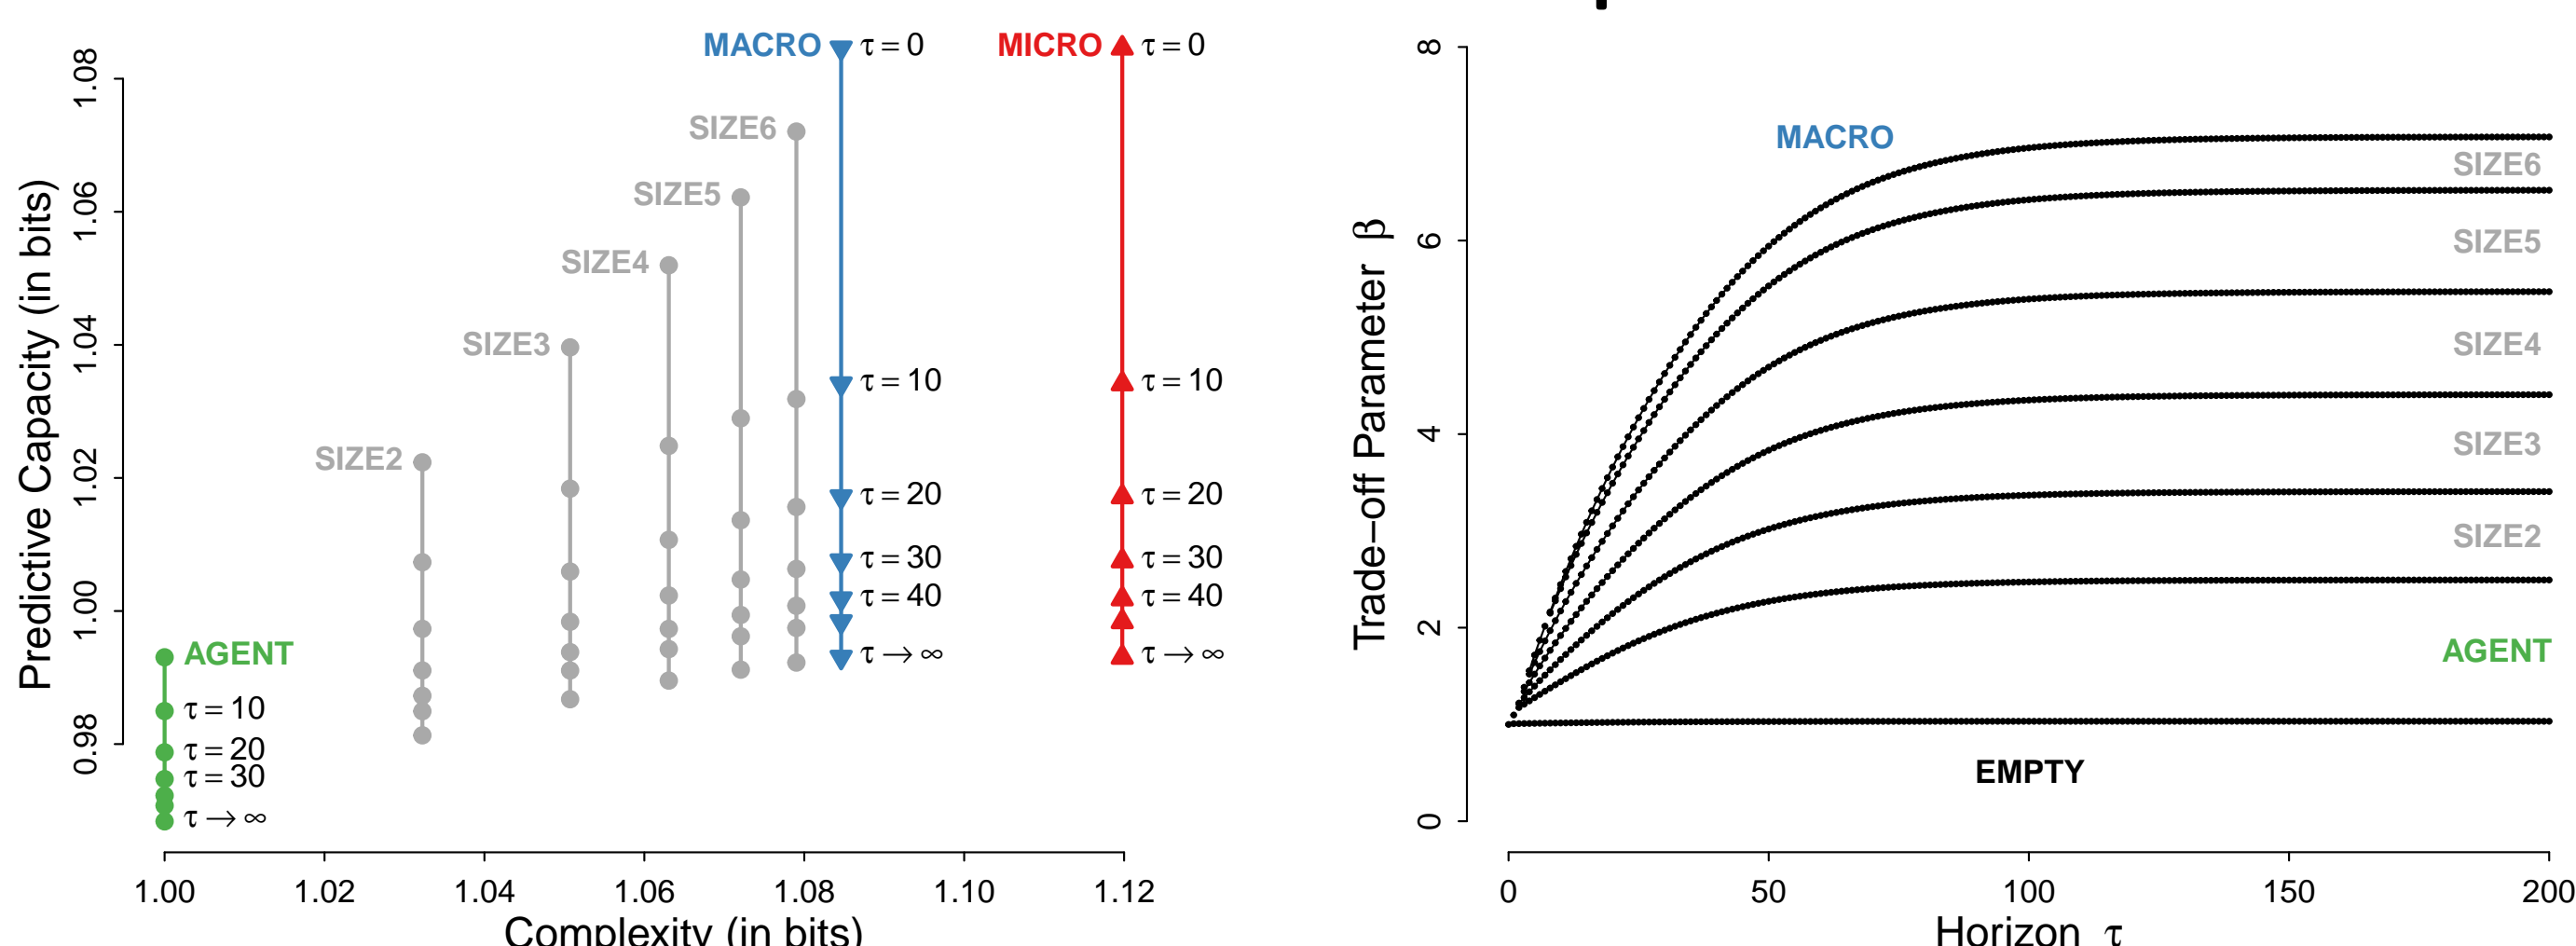 Predictive Capacity (in bits)
1.08
1.06
1.04
1.02
1.00
0.98
MACRO τ = 0
MICRO τ = 0
SIZE6
SIZE5
SIZE4
SIZE3
SIZE2
τ = 10
τ = 10
τ = 20
τ = 20
τ = 30
τ = 30
τ = 40
τ = 40
τ → ∞
τ → ∞
AGENT
τ = 10
τ = 20
τ = 30
τ → ∞
1.00 1.02 1.04 1.06 1.08 1.10 1.12
Complexity (in bits)
Trade−off Parameter β
8
6
4
2
0
MACRO
SIZE6
SIZE5
SIZE4
SIZE3
SIZE2
AGENT
EMPTY
0 50 100 150 200
Horizon τ